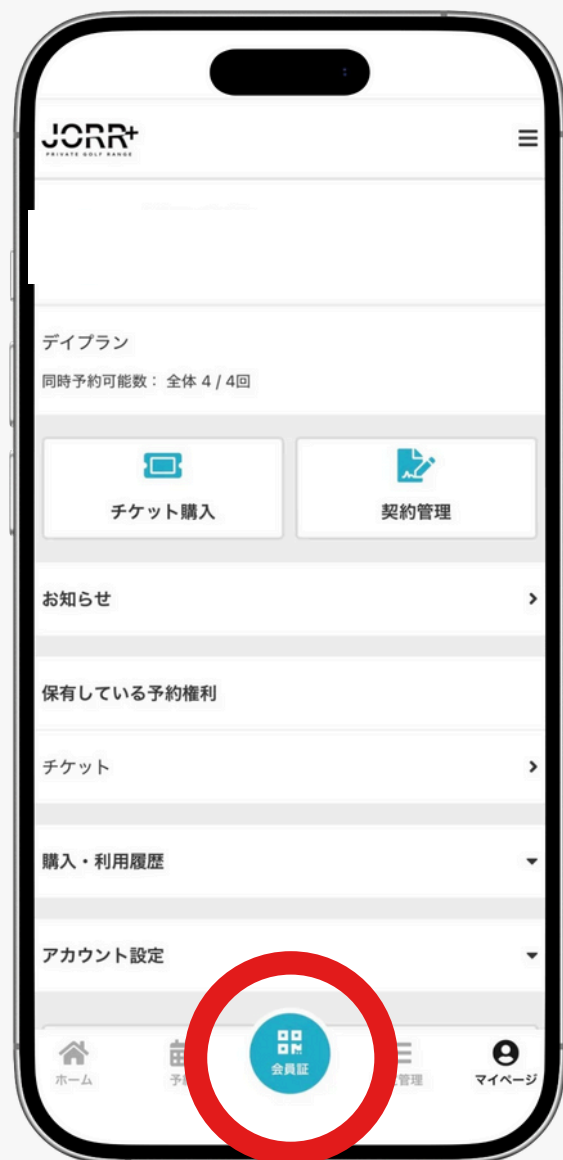 JORR+
PRIVATE GOLF RANGE
デイプラン
同時予約可能数： 全体 4 / 4回
チケット購入
契約管理
お知らせ
保有している予約権利
チケット
購入・利用履歴
アカウント設定
ホーム
会員証
管理
マイページ